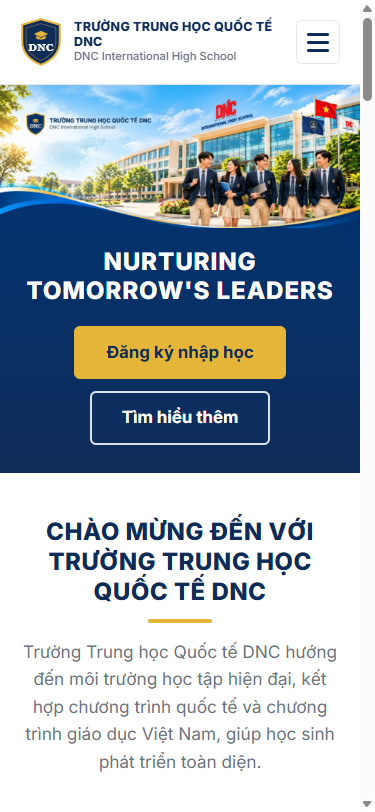 DNC
TRƯỜNG TRUNG HỌC QUỐC TẾ
DNC
DNC International High School
DNC
TRƯỜNG TRUNG HỌC QUỐC TẾ DNC
DNC International High School
DNC
INTERNATIONAL HIGH SCHOOL
NURTURING
TOMORROW'S LEADERS
Đăng ký nhập học
Tìm hiểu thêm
CHÀO MỪNG ĐẾN VỚI
TRƯỜNG TRUNG HỌC
QUỐC TẾ DNC
Trường Trung học Quốc tế DNC hướng
đến môi trường học tập hiện đại, kết
hợp chương trình quốc tế và chương
trình giáo dục Việt Nam, giúp học sinh
phát triển toàn diện.